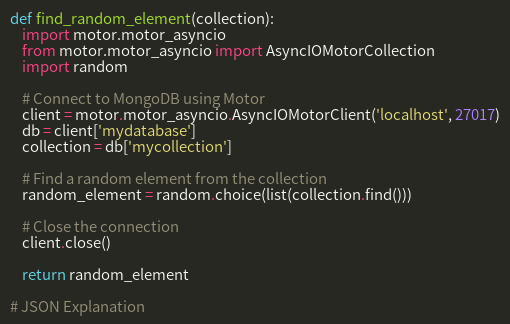 def find_random_element(collection):
    import motor.motor_asyncio
    from motor.motor_asyncio import AsyncIOMotorCollection
    import random

    # Connect to MongoDB using Motor
    client = motor.motor_asyncio.AsyncIOMotorClient('localhost', 27017)
    db = client['mydatabase']
    collection = db['mycollection']

    # Find a random element from the collection
    random_element = random.choice(list(collection.find()))

    # Close the connection
    client.close()

    return random_element

# JSON Explanation